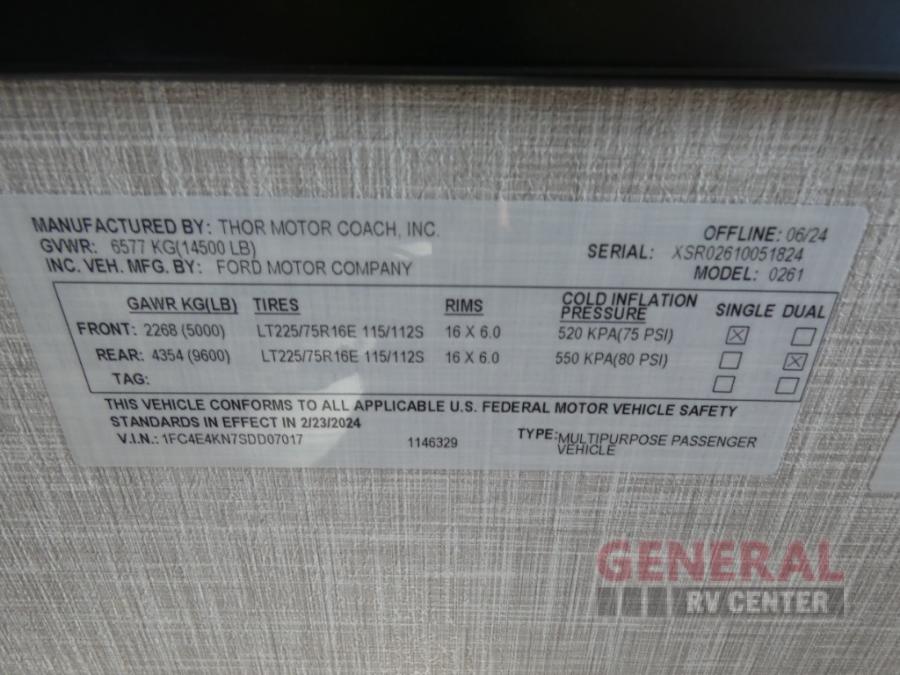 MANUFACTURED BY: THOR MOTOR COACH, INC. OFFLINE: 06/24
GVWR: 6577 KG(14500 LB) SERIAL: XSR02610051824
INC. VEH. MFG. BY: FORD MOTOR COMPANY MODEL: 0261
GAWR KG(LB) TIRES RIMS COLD INFLATION PRESSURE SINGLE DUAL
FRONT: 2268 (5000) LT225/75R16E 115/112S 16 X 6.0 520 KPA(75 PSI) ☒ ☐
REAR: 4354 (9600) LT225/75R16E 115/112S 16 X 6.0 550 KPA(80 PSI) ☐ ☒
TAG: ☐ ☐
THIS VEHICLE CONFORMS TO ALL APPLICABLE U.S. FEDERAL MOTOR VEHICLE SAFETY
STANDARDS IN EFFECT IN 2/23/2024
V.I.N.: 1FC4E4KN7SDD07017 1146329 TYPE: MULTIPURPOSE PASSENGER
VEHICLE
GENERAL
RV CENTER